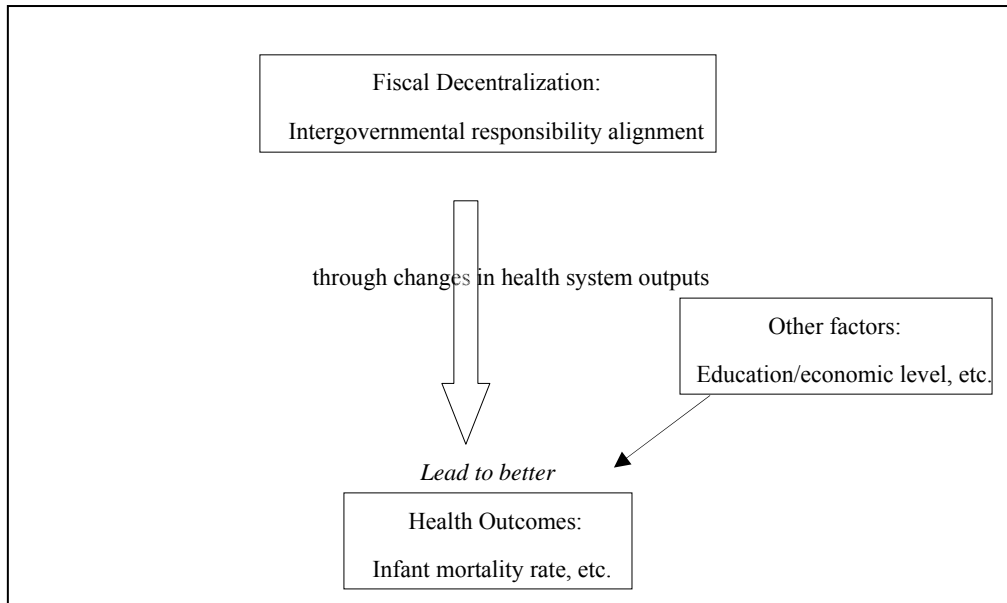 Fiscal Decentralization:
Intergovernmental responsibility alignment
through changes in health system outputs
Other factors:
Education/economic level, etc.
Lead to better
Health Outcomes:
Infant mortality rate, etc.